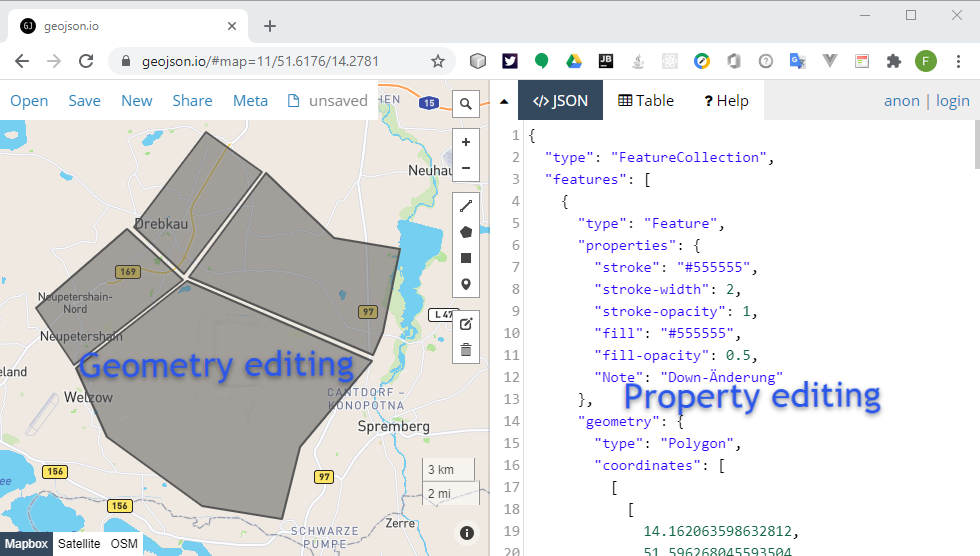 geojson.io
geojson.io/#map=11/51.6176/14.2781
F
Open Save New Share Meta unsaved
</> JSON Table ? Help anon | login
HEN 15
Neuhau
Drebkau
169
Neupetershain-
Nord
97
L 47
Neupetershain
Geometry editing
eland
Welzow
CANTDORF –
KONOPÓTNA
Spremberg
3 km
2 mi
156
97
ee
156
SCHWARZE
PUMPE
Zerre
Mapbox Satellite OSM
+
−
1 {
2 "type": "FeatureCollection",
3 "features": [
4 {
5 "type": "Feature",
6 "properties": {
7 "stroke": "#555555",
8 "stroke-width": 2,
9 "stroke-opacity": 1,
10 "fill": "#555555",
11 "fill-opacity": 0.5,
12 "Note": "Down-Änderung"
13 },
Property editing
14 "geometry": {
15 "type": "Polygon",
16 "coordinates": [
17 [
18 [
19 14.162063598632812,
20 51.596268045593504